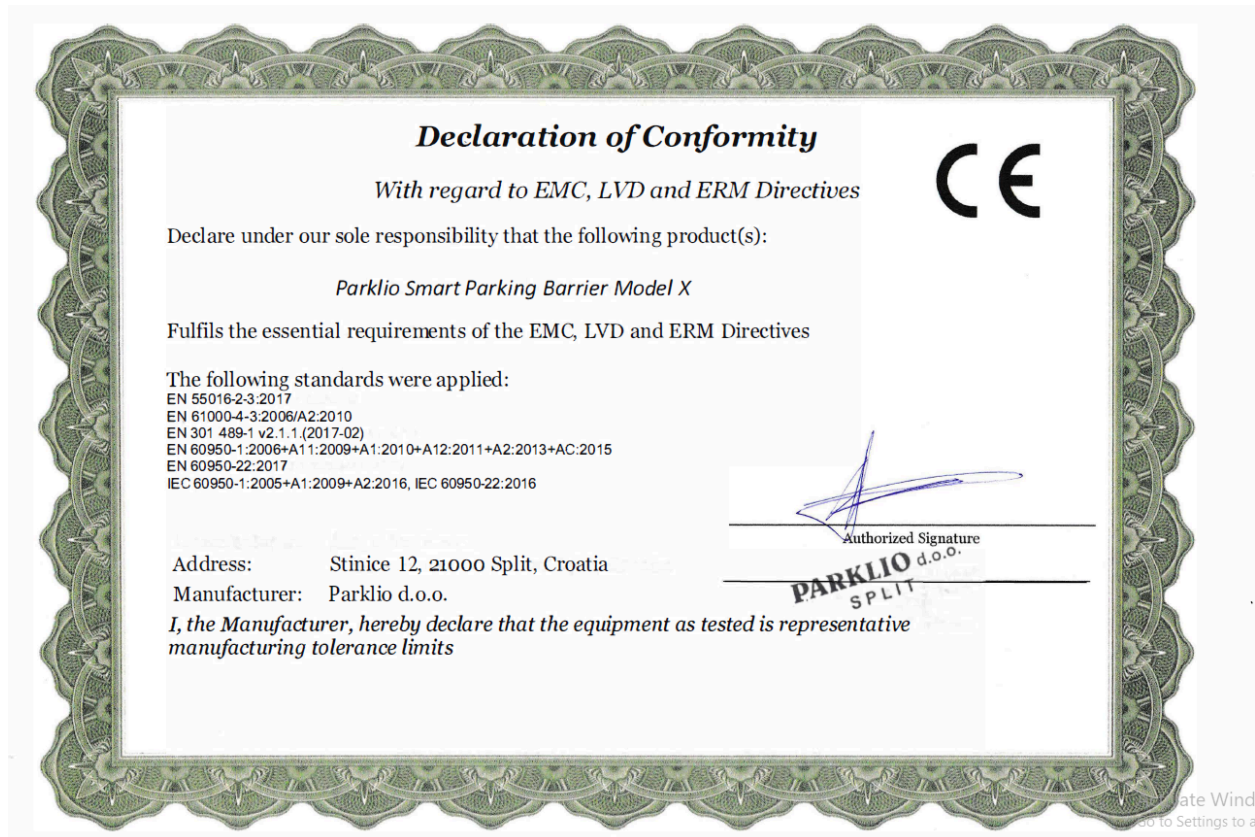 Declaration of Conformity
CE
With regard to EMC, LVD and ERM Directives
Declare under our sole responsibility that the following product(s):
Parklio Smart Parking Barrier Model X
Fulfils the essential requirements of the EMC, LVD and ERM Directives
The following standards were applied:
EN 55016-2-3:2017
EN 61000-4-3:2006/A2:2010
EN 301 489-1 v2.1.1.(2017-02)
EN 60950-1:2006+A11:2009+A1:2010+A12:2011+A2:2013+AC:2015
EN 60950-22:2017
IEC 60950-1:2005+A1:2009+A2:2016, IEC 60950-22:2016
Authorized Signature
PARKLIO d.o.o.
SPLIT
Address: Stinice 12, 21000 Split, Croatia
Manufacturer: Parklio d.o.o.
I, the Manufacturer, hereby declare that the equipment as tested is representative
manufacturing tolerance limits
ate Wind
to Settings to a